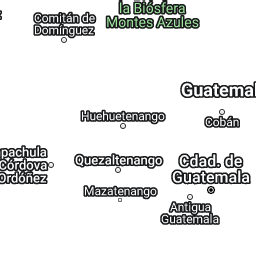 la Biósfera
Montes Azules
Comitán de
Domínguez
Guatemal
Huehuetenango
Cobán
pachula
Córdova
Ordóñez
Quezaltenango
Cdad. de
Guatemala
Mazatenango
Antigua
Guatemala